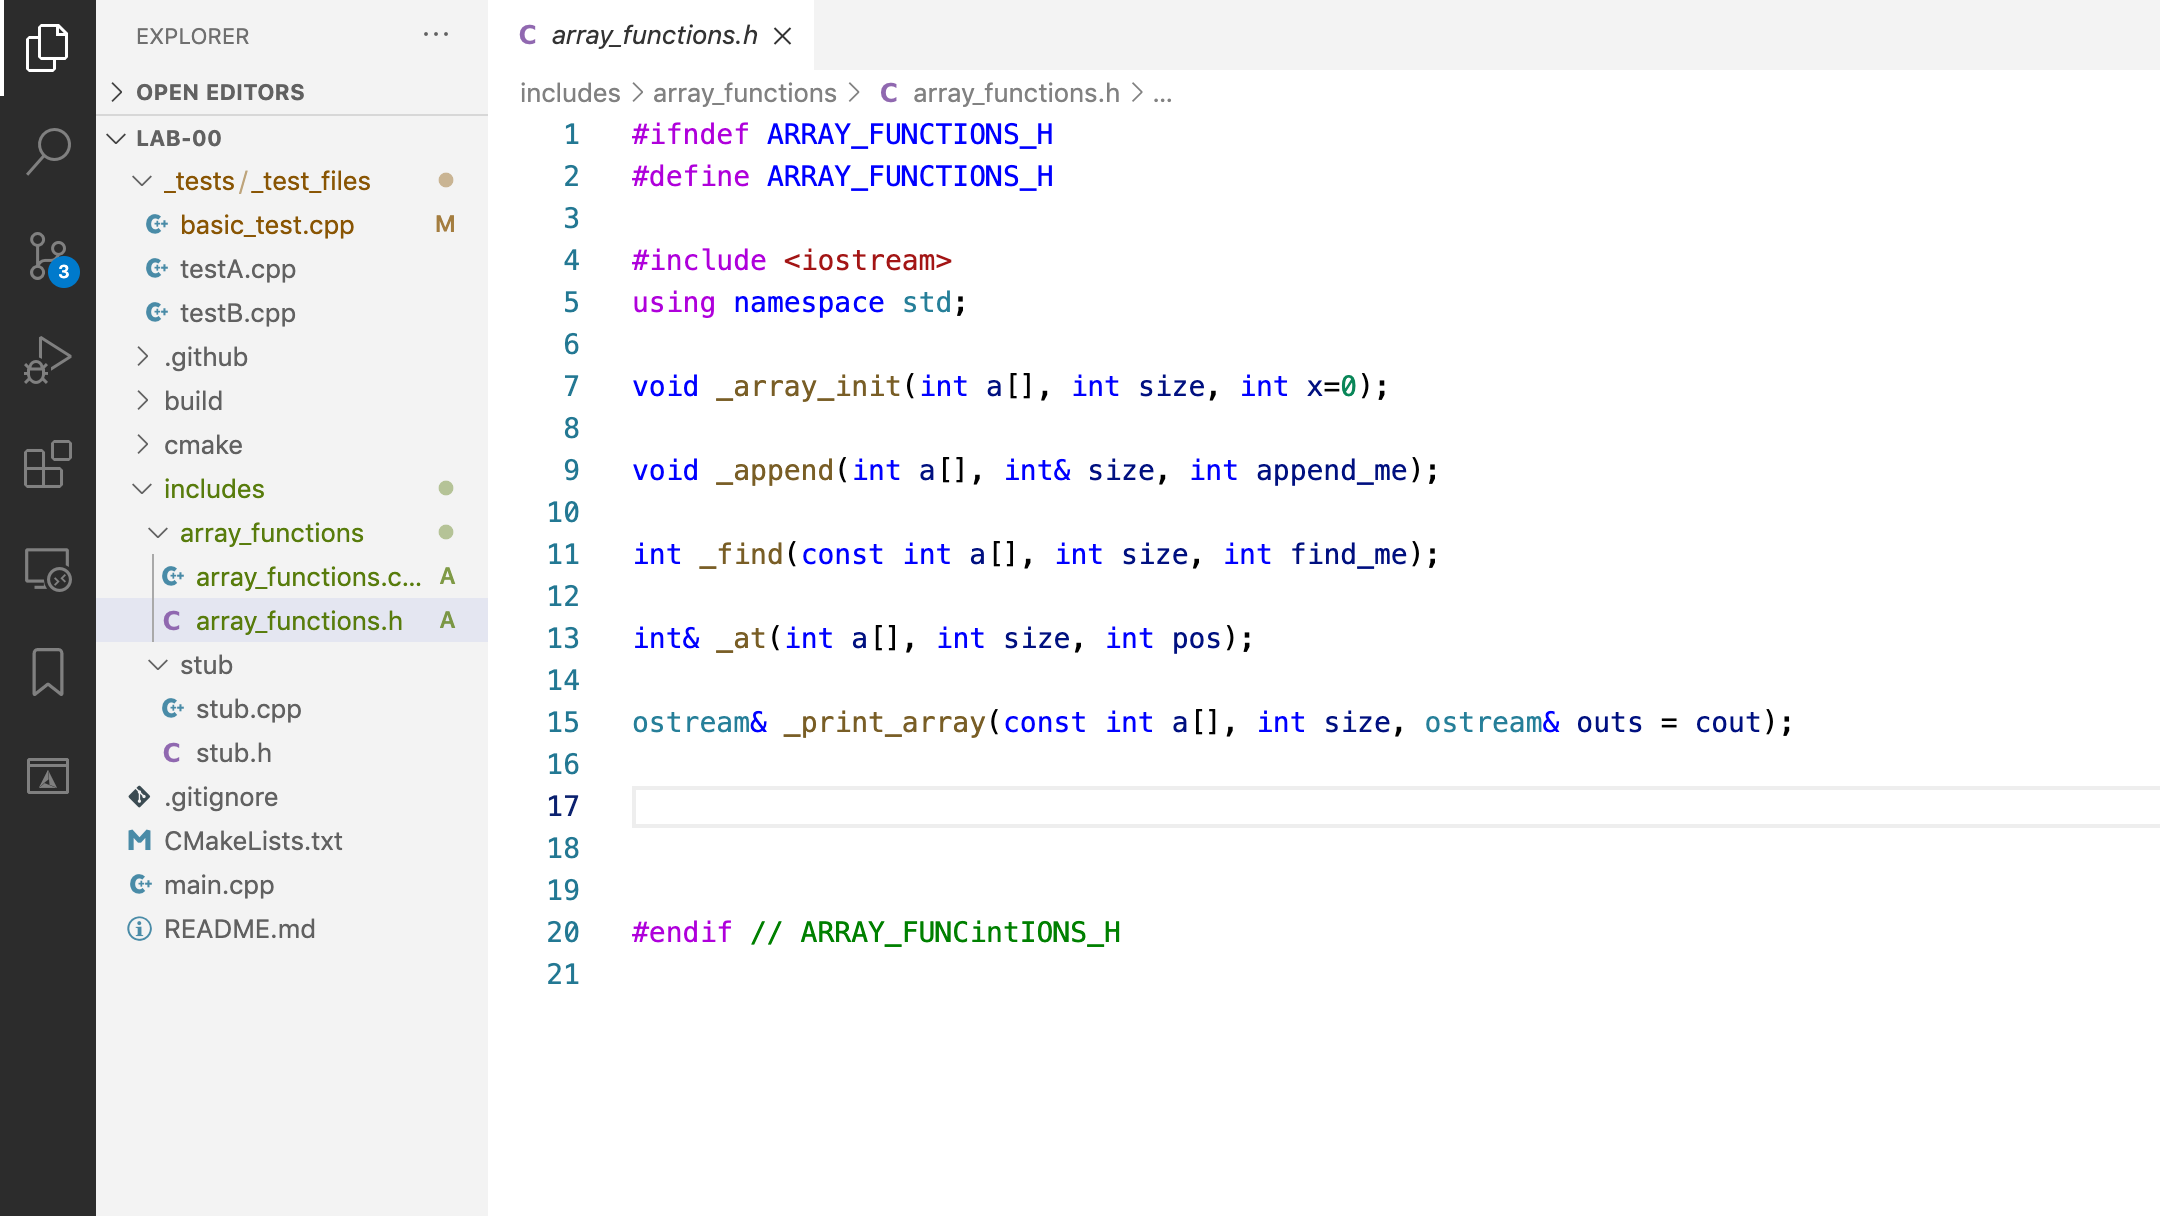 EXPLORER ...
OPEN EDITORS
LAB-00
_tests/_test_files
basic_test.cpp M
testA.cpp
testB.cpp
.github
build
cmake
includes
array_functions
array_functions.c... A
array_functions.h A
stub
stub.cpp
stub.h
.gitignore
CMakeLists.txt
main.cpp
README.md
3
C array_functions.h
includes > array_functions > C array_functions.h > ...
1 #ifndef ARRAY_FUNCTIONS_H
2 #define ARRAY_FUNCTIONS_H
3
4 #include <iostream>
5 using namespace std;
6
7 void _array_init(int a[], int size, int x=0);
8
9 void _append(int a[], int& size, int append_me);
10
11 int _find(const int a[], int size, int find_me);
12
13 int& _at(int a[], int size, int pos);
14
15 ostream& _print_array(const int a[], int size, ostream& outs = cout);
16
17
18
19
20 #endif // ARRAY_FUNCintIONS_H
21